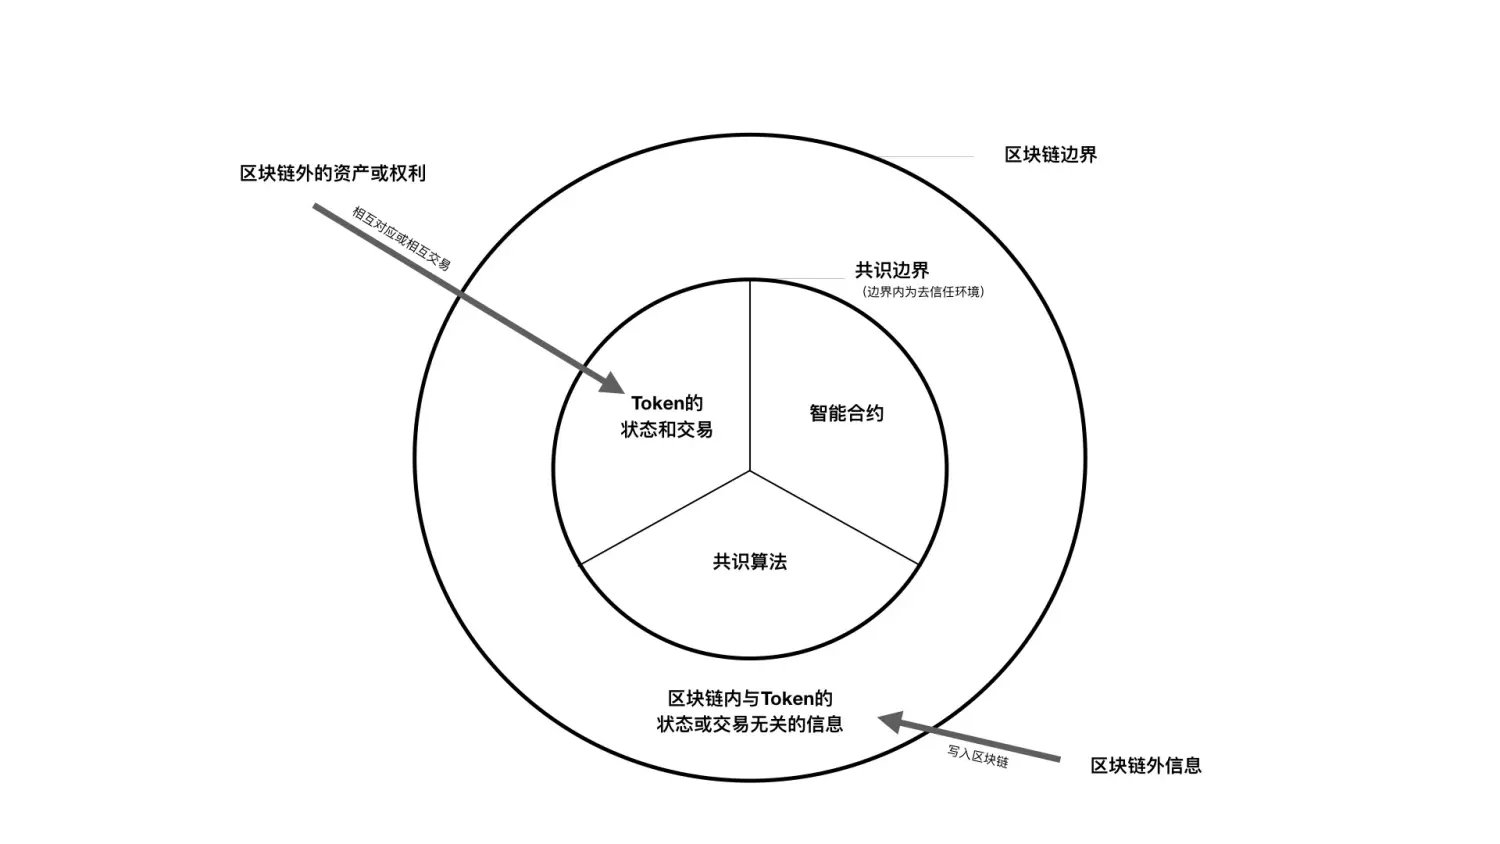 区块链边界
区块链外的资产或权利
相互对应或相互交易
共识边界
(边界内为去信任环境)
Token的
状态和交易
智能合约
共识算法
区块链内与Token的
状态或交易无关的信息
写入区块链
区块链外信息